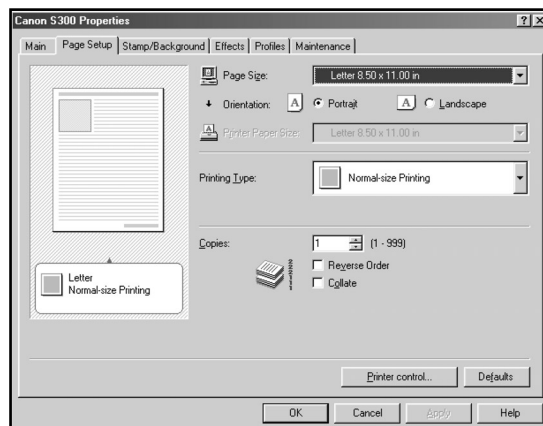 Canon S300 Properties
Main Page Setup Stamp/Background Effects Profiles Maintenance
Page Size: Letter 8.50 x 11.00 in
Orientation: A Portrait A Landscape
Printer Paper Size: Letter 8.50 x 11.00 in
Printing Type: Normal-size Printing
Copies: 1 (1 - 999)
Reverse Order
Collate
Letter
Normal-size Printing
Printer control... Defaults
OK Cancel Apply Help